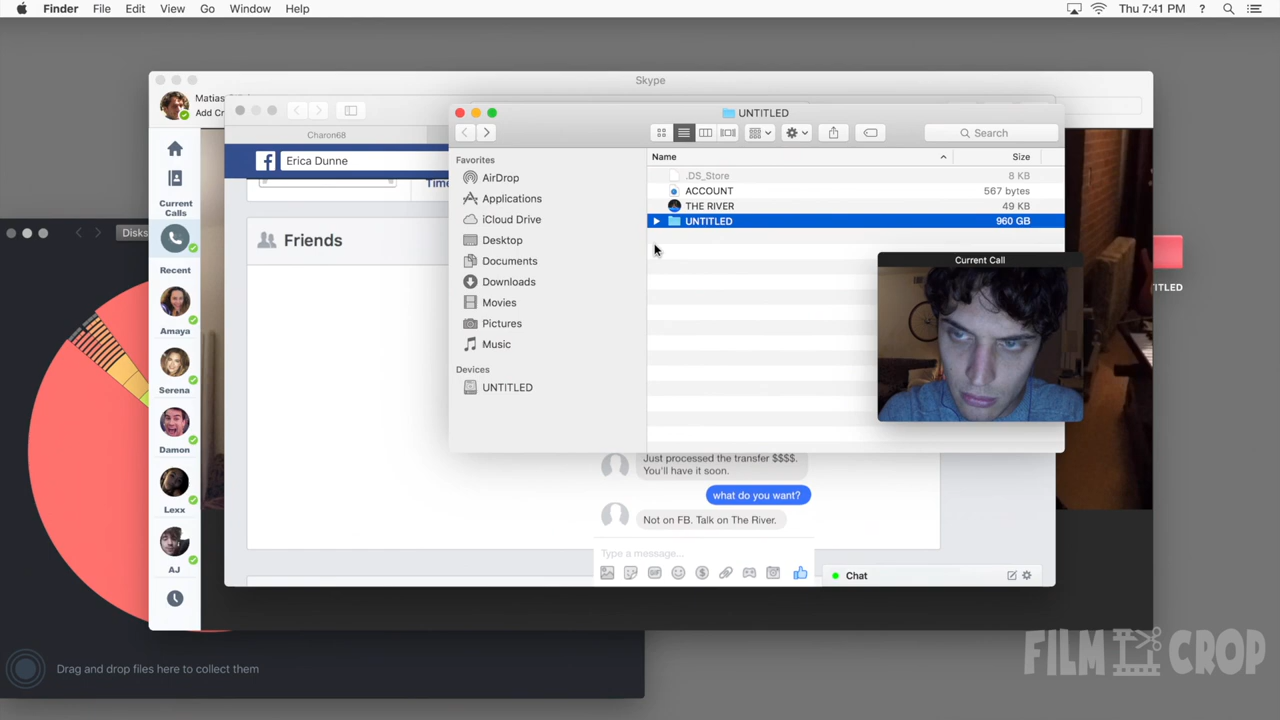 Finder File Edit View Go Window Help
Thu 7:41 PM ?
Skype
Matias
Add
Charon68
UNTITLED
Search
Erica Dunne
Time
Friends
Favorites
AirDrop
Applications
iCloud Drive
Desktop
Documents
Downloads
Movies
Pictures
Music
Devices
UNTITLED
Name Size
.DS_Store 8 KB
ACCOUNT 567 bytes
THE RIVER 49 KB
UNTITLED 960 GB
Current Call
Current
Calls
Recent
Amaya
Serena
Damon
Lexx
AJ
Disks
TITLED
Just processed the transfer $$$$.
You'll have it soon.
what do you want?
Not on FB. Talk on The River.
Type a message...
GIF
Chat
Drag and drop files here to collect them
FILM CROP